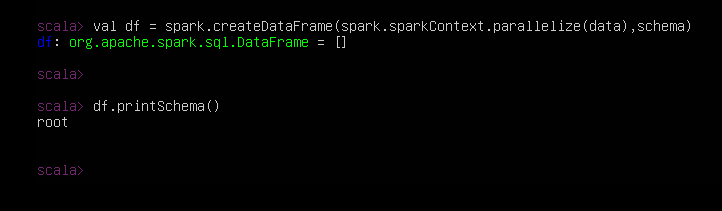 scala> val df = spark.createDataFrame(spark.sparkContext.parallelize(data),schema)
df: org.apache.spark.sql.DataFrame = []
scala>
scala> df.printSchema()
root
scala>